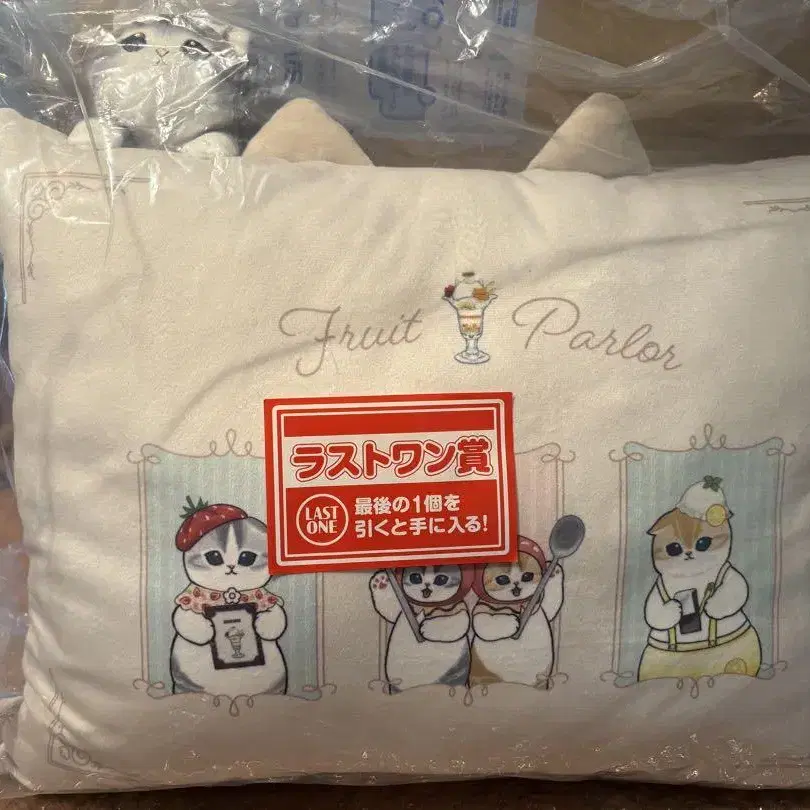 Fruit Parlor
ラストワン賞
LAST
ONE
最後の1個を
引くと手に入る!